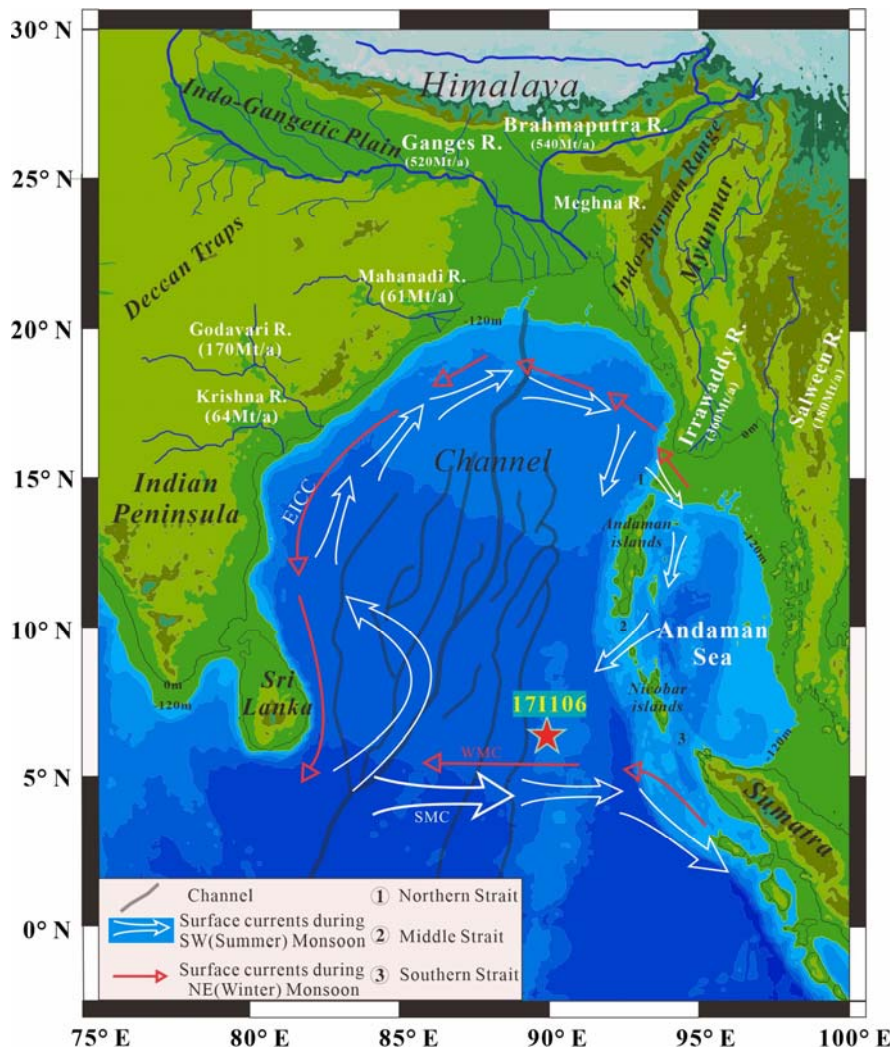 30° N
25° N
20° N
15° N
10° N
5° N
0° N
75° E
80° E
85° E
90° E
95° E
100° E
Himalaya
Indo-Gangetic Plain
Ganges R.
(520Mt/a)
Brahmaputra R.
(540Mt/a)
Meghna R.
Indo-Burman Range
Myanmar
Deccan Traps
Mahanadi R.
(61Mt/a)
-120m
Godavari R.
(170Mt/a)
Krishna R.
(64Mt/a)
Irrawaddy R.
(360Mt/a)
Salween R.
(180Mt/a)
0m
Channel
Indian
Peninsula
EICC
1
Andaman
islands
-120m
2
Andaman
Sea
Nicobar
islands
3
0m
-120m
Sri
Lanka
17I106
WMC
SMC
-120m
Sumatra
Channel
Surface currents during
SW(Summer) Monsoon
Surface currents during
NE(Winter) Monsoon
1 Northern Strait
2 Middle Strait
3 Southern Strait